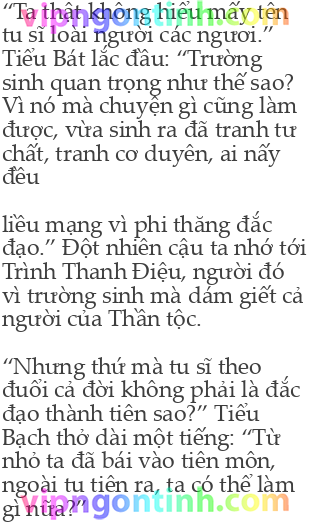 “Ta thật không hiểu mấy tên
tu sĩ loài người các ngươi.”
Tiểu Bát lắc đầu: “Trường
sinh quan trọng như thế sao?
Vì nó mà chuyện gì cũng làm
được, vừa sinh ra đã tranh tư
chất, tranh cơ duyên, ai nấy
đều
liều mạng vì phi thăng đắc
đạo.” Đột nhiên cậu ta nhớ tới
Trình Thanh Điệu, người đó
vì trường sinh mà dám giết cả
người của Thần tộc.
“Nhưng thứ mà tu sĩ theo
đuổi cả đời không phải là đắc
đạo thành tiên sao?” Tiểu
Bạch thở dài một tiếng: “Từ
nhỏ ta đã bái vào tiên môn,
ngoài tu tiên ra, ta có thể làm
gì nữa?”
vipngontinh.com
vipngontinh.com